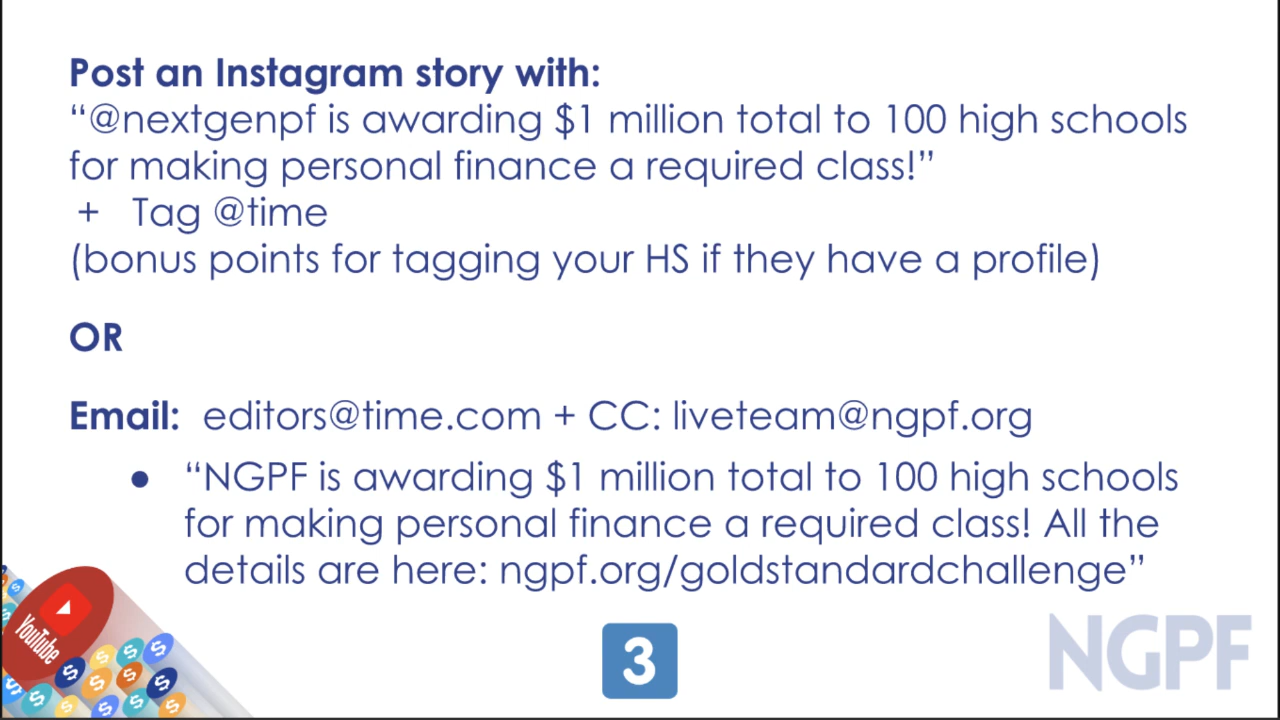 Post an Instagram story with:
“@nextgenpf is awarding $1 million total to 100 high schools
for making personal finance a required class!”
+ Tag @time
(bonus points for tagging your HS if they have a profile)
OR
Email: editors@time.com + CC: liveteam@ngpf.org
● “NGPF is awarding $1 million total to 100 high schools
for making personal finance a required class! All the
details are here: ngpf.org/goldstandardchallenge”
YouTube
3
NGPF